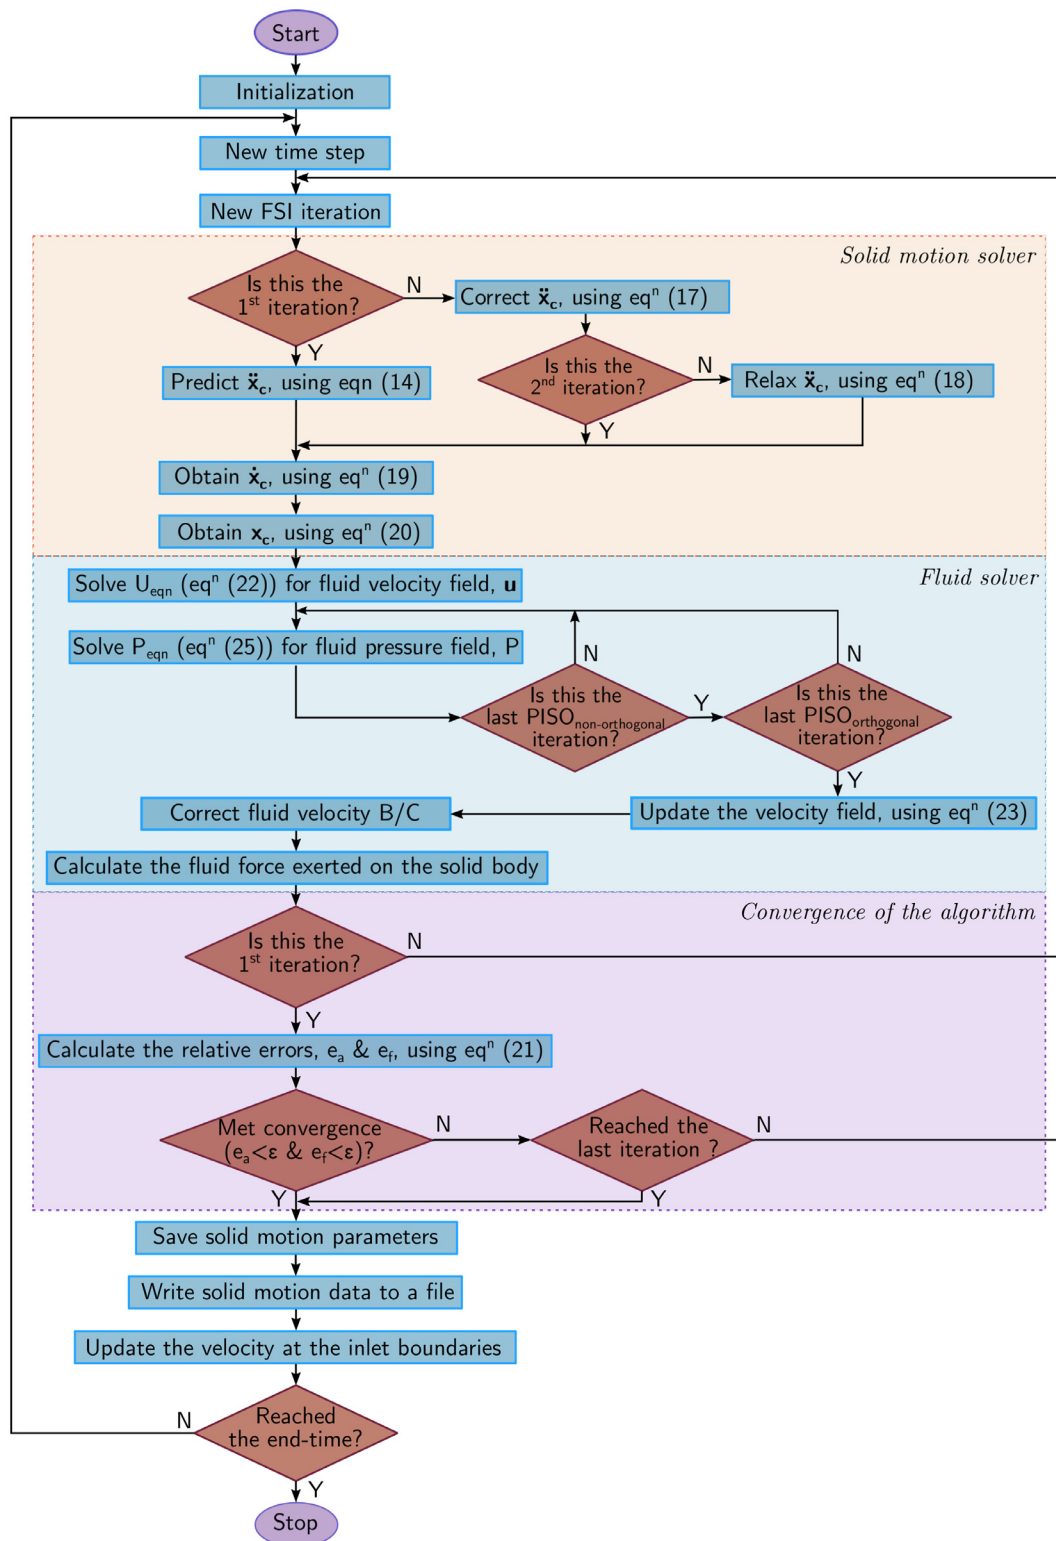 Start
Initialization
New time step
New FSI iteration
Solid motion solver
Is this the
1st iteration?
N
Y
Correct ẍc, using eqn (17)
Is this the
2nd iteration?
N
Y
Relax ẍc, using eqn (18)
Predict ẍc, using eqn (14)
Obtain ẋc, using eqn (19)
Obtain xc, using eqn (20)
Fluid solver
Solve Ueqn (eqn (22)) for fluid velocity field, u
Solve Peqn (eqn (25)) for fluid pressure field, P
N
Is this the
last PISOnon-orthogonal
iteration?
Y
N
Is this the
last PISOorthogonal
iteration?
Y
Update the velocity field, using eqn (23)
Correct fluid velocity B/C
Calculate the fluid force exerted on the solid body
Convergence of the algorithm
Is this the
1st iteration?
N
Y
Calculate the relative errors, ea & ef, using eqn (21)
Met convergence
(ea<ε & ef<ε)?
N
Y
Reached the
last iteration ?
N
Y
Save solid motion parameters
Write solid motion data to a file
Update the velocity at the inlet boundaries
Reached
the end-time?
N
Y
Stop